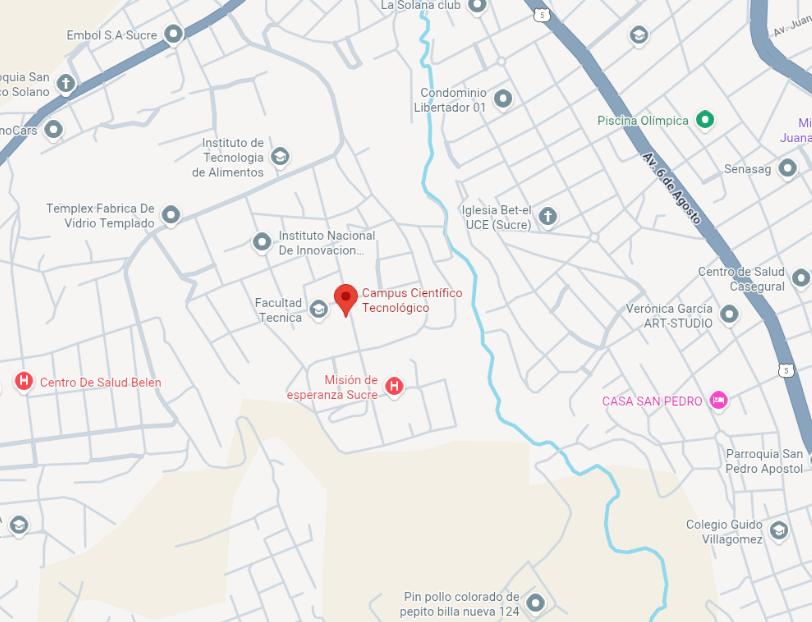 La Solana club
5
Embol S.A Sucre
Av. Juan
oquia San
co Solano
Condominio
Libertador 01
Piscina Olímpica
Mi
Juana
noCars
Instituto de
Tecnologia
de Alimentos
Av. 6 de Agosto
Senasag
Templex Fabrica De
Vidrio Templado
Iglesia Bet-el
UCE (Sucre)
Instituto Nacional
De Innovacion...
Centro de Salud
Casegural
Campus Científico
Tecnológico
Facultad
Tecnica
Verónica García
ART-STUDIO
5
H
Centro De Salud Belen
Misión de
esperanza Sucre
H
CASA SAN PEDRO
Parroquia San
Pedro Apostol
Colegio Guido
Villagomez
Pin pollo colorado de
pepito billa nueva 124